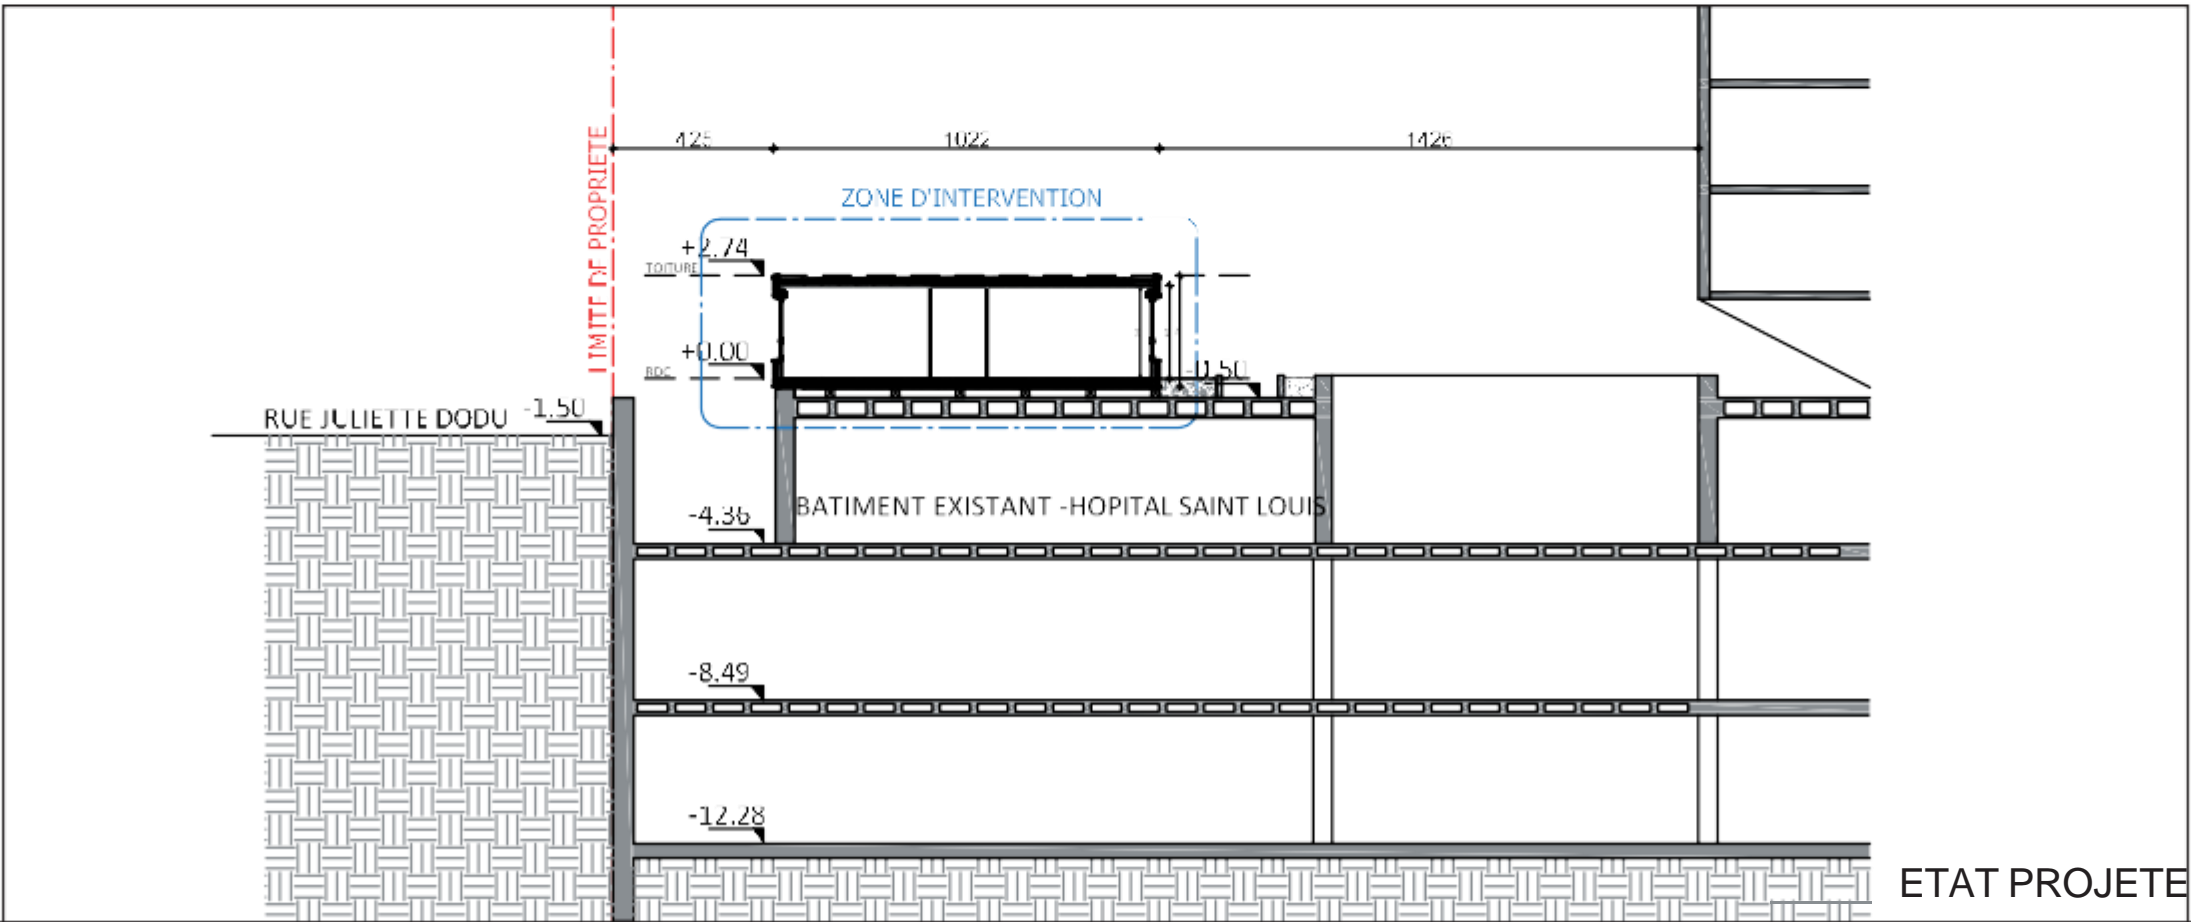 425
1022
1426
LIMITE DE PROPRIETE
ZONE D'INTERVENTION
+2.74
TOITURE
+0.00
RDC
-0.50
RUE JULIETTE DODU
-1.50
BATIMENT EXISTANT -HOPITAL SAINT LOUIS
-4.36
-8.49
-12.28
ETAT PROJETE